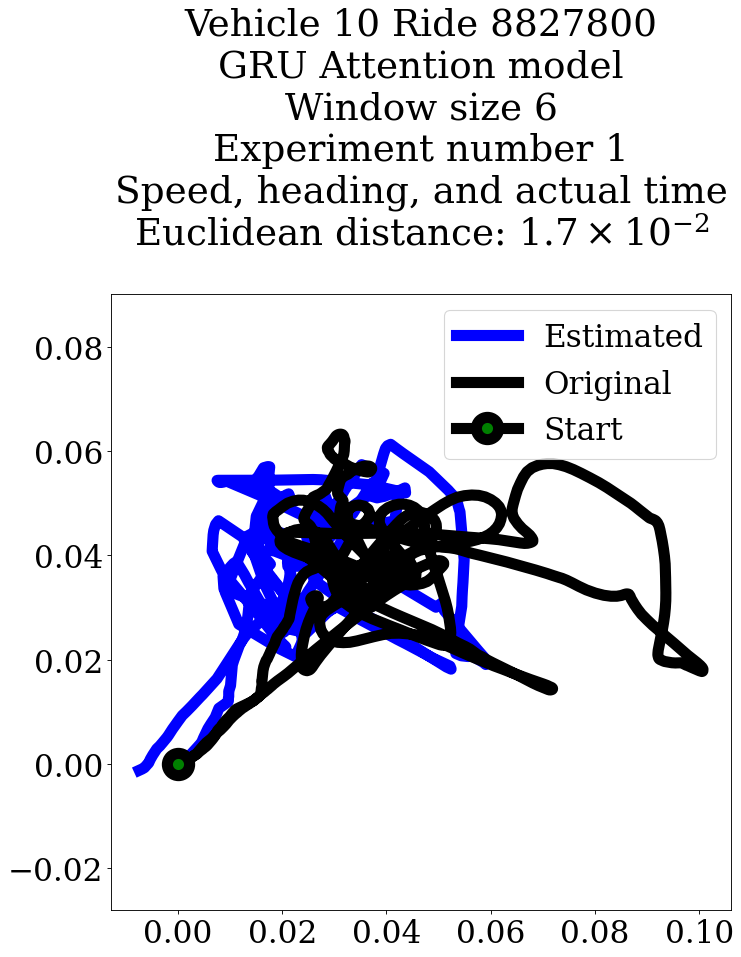 Vehicle 10 Ride 8827800
GRU Attention model
Window size 6
Experiment number 1
Speed, heading, and actual time
Euclidean distance: 1.7 × 10⁻²
Estimated
Original
Start
0.08
0.06
0.04
0.02
0.00
−0.02
0.00 0.02 0.04 0.06 0.08 0.10